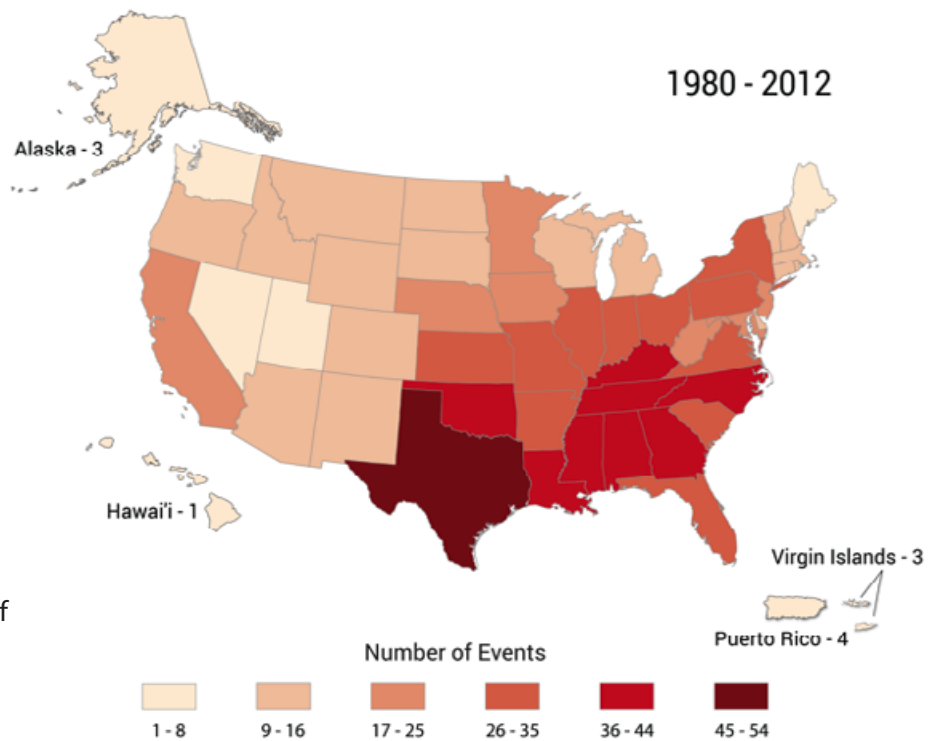 1980 - 2012
Alaska - 3
Hawai'i - 1
Virgin Islands - 3
f
Puerto Rico - 4
Number of Events
1 - 8
9 - 16
17 - 25
26 - 35
36 - 44
45 - 54